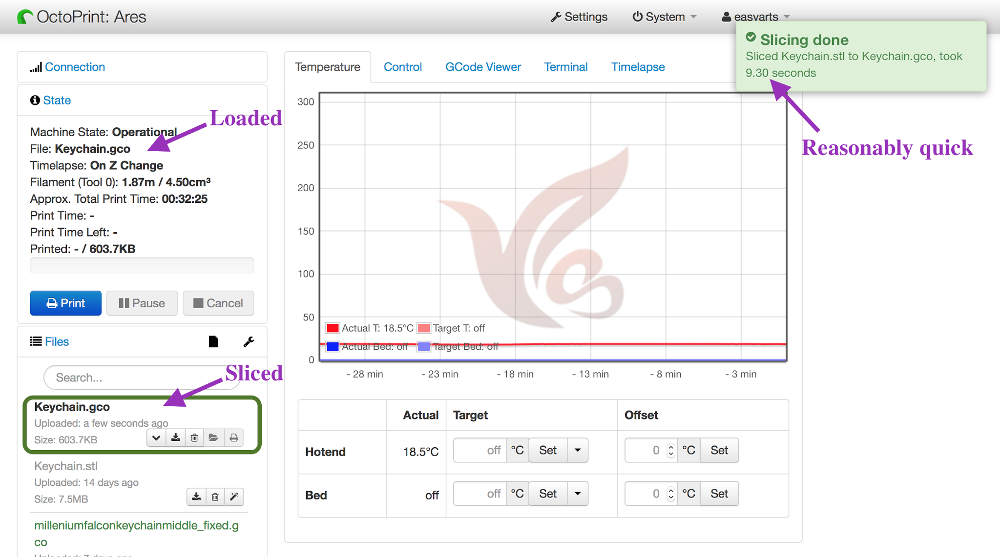 OctoPrint: Ares
Settings
System
easyarts
Slicing done
Sliced Keychain.stl to Keychain.gco, took
9.30 seconds
Reasonably quick
Connection
State
Loaded
Machine State: Operational
File: Keychain.gco
Timelapse: On Z Change
Filament (Tool 0): 1.87m / 4.50cm³
Approx. Total Print Time: 00:32:25
Print Time: -
Print Time Left: -
Printed: - / 603.7KB
Print
Pause
Cancel
Files
Sliced
Search...
Keychain.gco
Uploaded: a few seconds ago
Size: 603.7KB
Keychain.stl
Uploaded: 14 days ago
Size: 7.5MB
milleniumfalconkeychainmiddle_fixed.g
co
Uploaded: 7 days ago
Temperature
Control
GCode Viewer
Terminal
Timelapse
300
250
200
150
100
50
0
Actual T: 18.5°C
Target T: off
Actual Bed: off
Target Bed: off
- 28 min
- 23 min
- 18 min
- 13 min
- 8 min
- 3 min
Actual
Target
Offset
Hotend
18.5°C
off °C Set
0 °C Set
Bed
off
off °C Set
0 °C Set